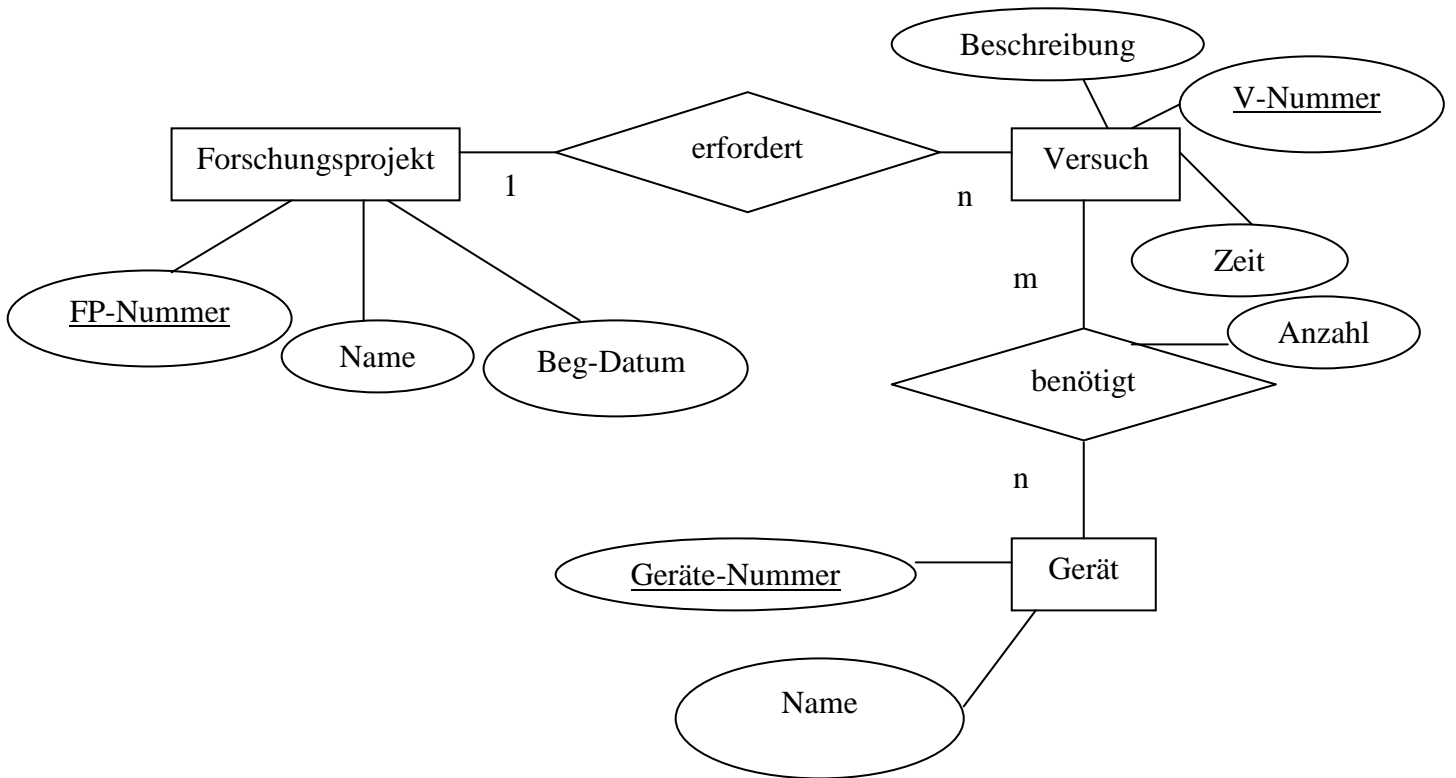 Beschreibung
V-Nummer
Forschungsprojekt
erfordert
Versuch
1
n
Zeit
m
FP-Nummer
Name
Beg-Datum
Anzahl
benötigt
n
Geräte-Nummer
Gerät
Name